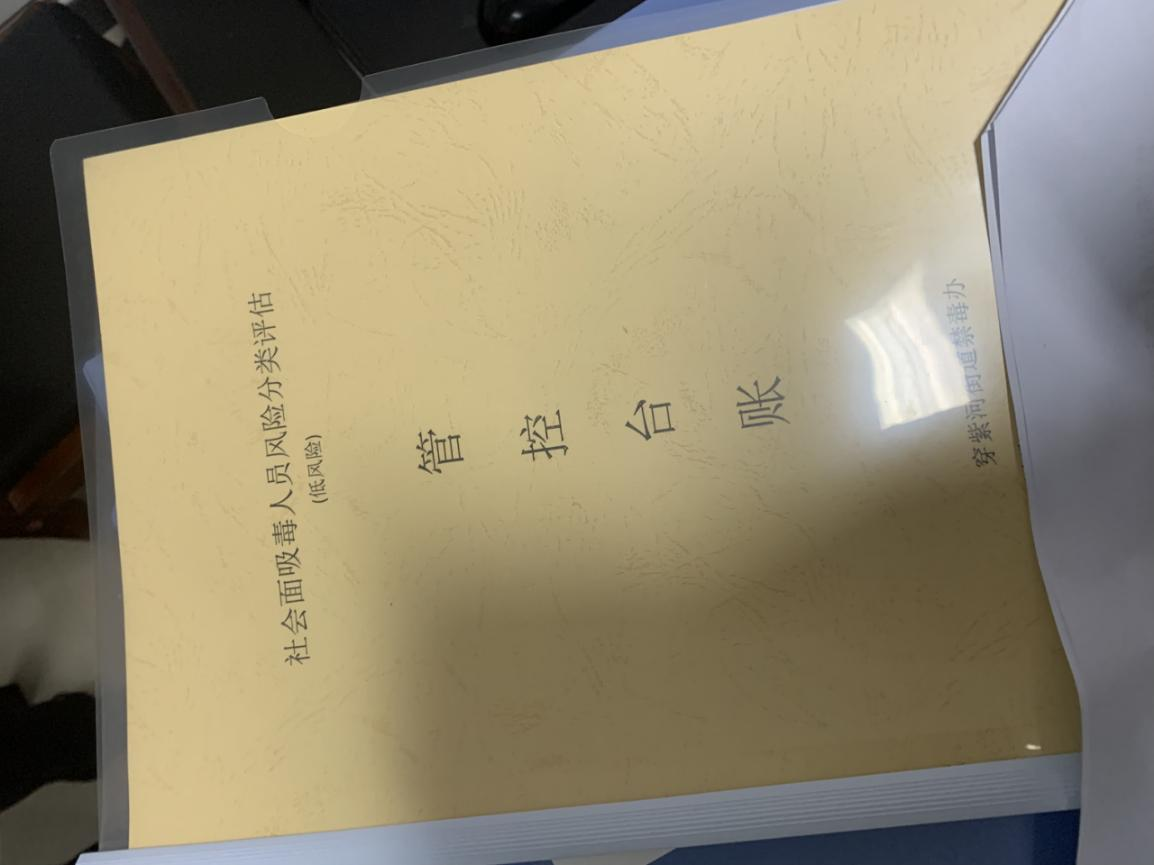 社会面吸毒人员风险分类评估
(低风险)
管
控
台
账
穿紫河街道禁毒办